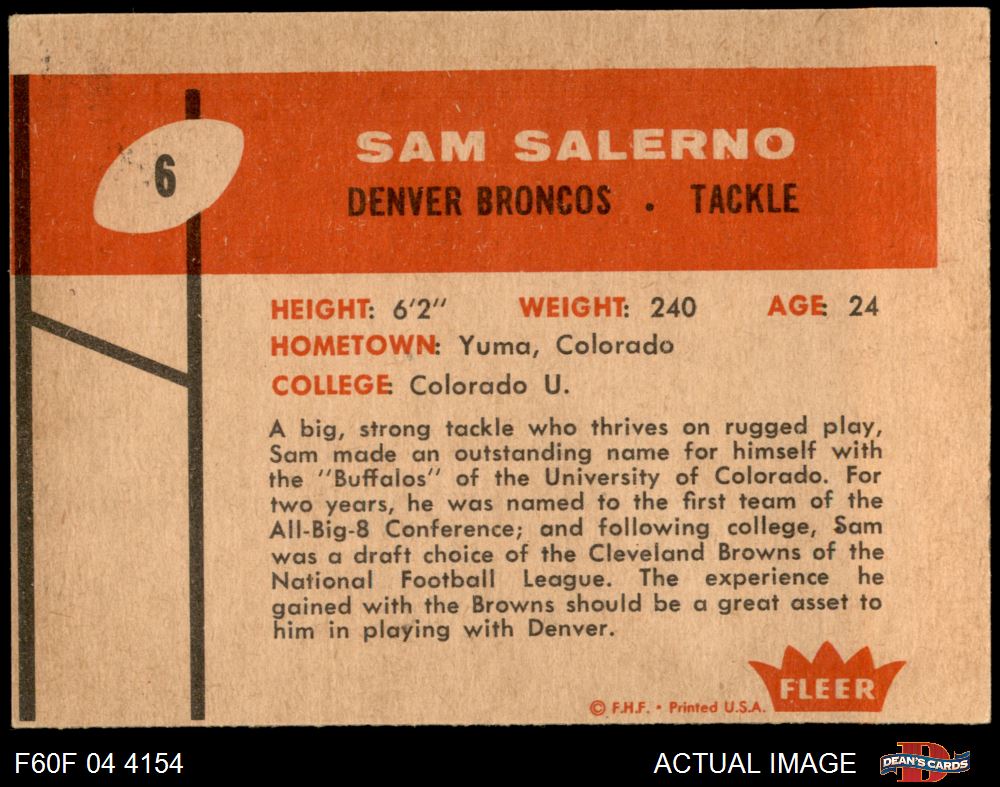 6
SAM SALERNO
DENVER BRONCOS . TACKLE
HEIGHT: 6'2" WEIGHT: 240 AGE: 24
HOMETOWN: Yuma, Colorado
COLLEGE: Colorado U.
A big, strong tackle who thrives on rugged play,
Sam made an outstanding name for himself with
the "Buffalos" of the University of Colorado. For
two years, he was named to the first team of the
All-Big-8 Conference; and following college, Sam
was a draft choice of the Cleveland Browns of the
National Football League. The experience he
gained with the Browns should be a great asset to
him in playing with Denver.
FLEER
© F.H.F. • Printed U.S.A.
F60F 04 4154 ACTUAL IMAGE D DEAN'S CARDS